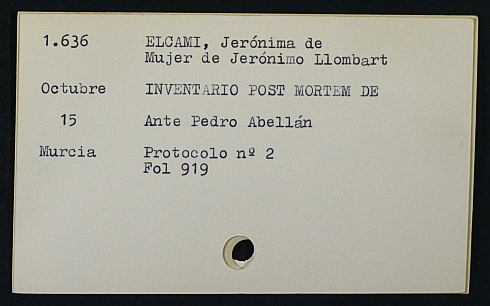 1.636 ELCAMI, Jerónima de
Mujer de Jerónimo Llombart
Octubre INVENTARIO POST MORTEM DE
15 Ante Pedro Abellán
Murcia Protocolo nº 2
Fol 919